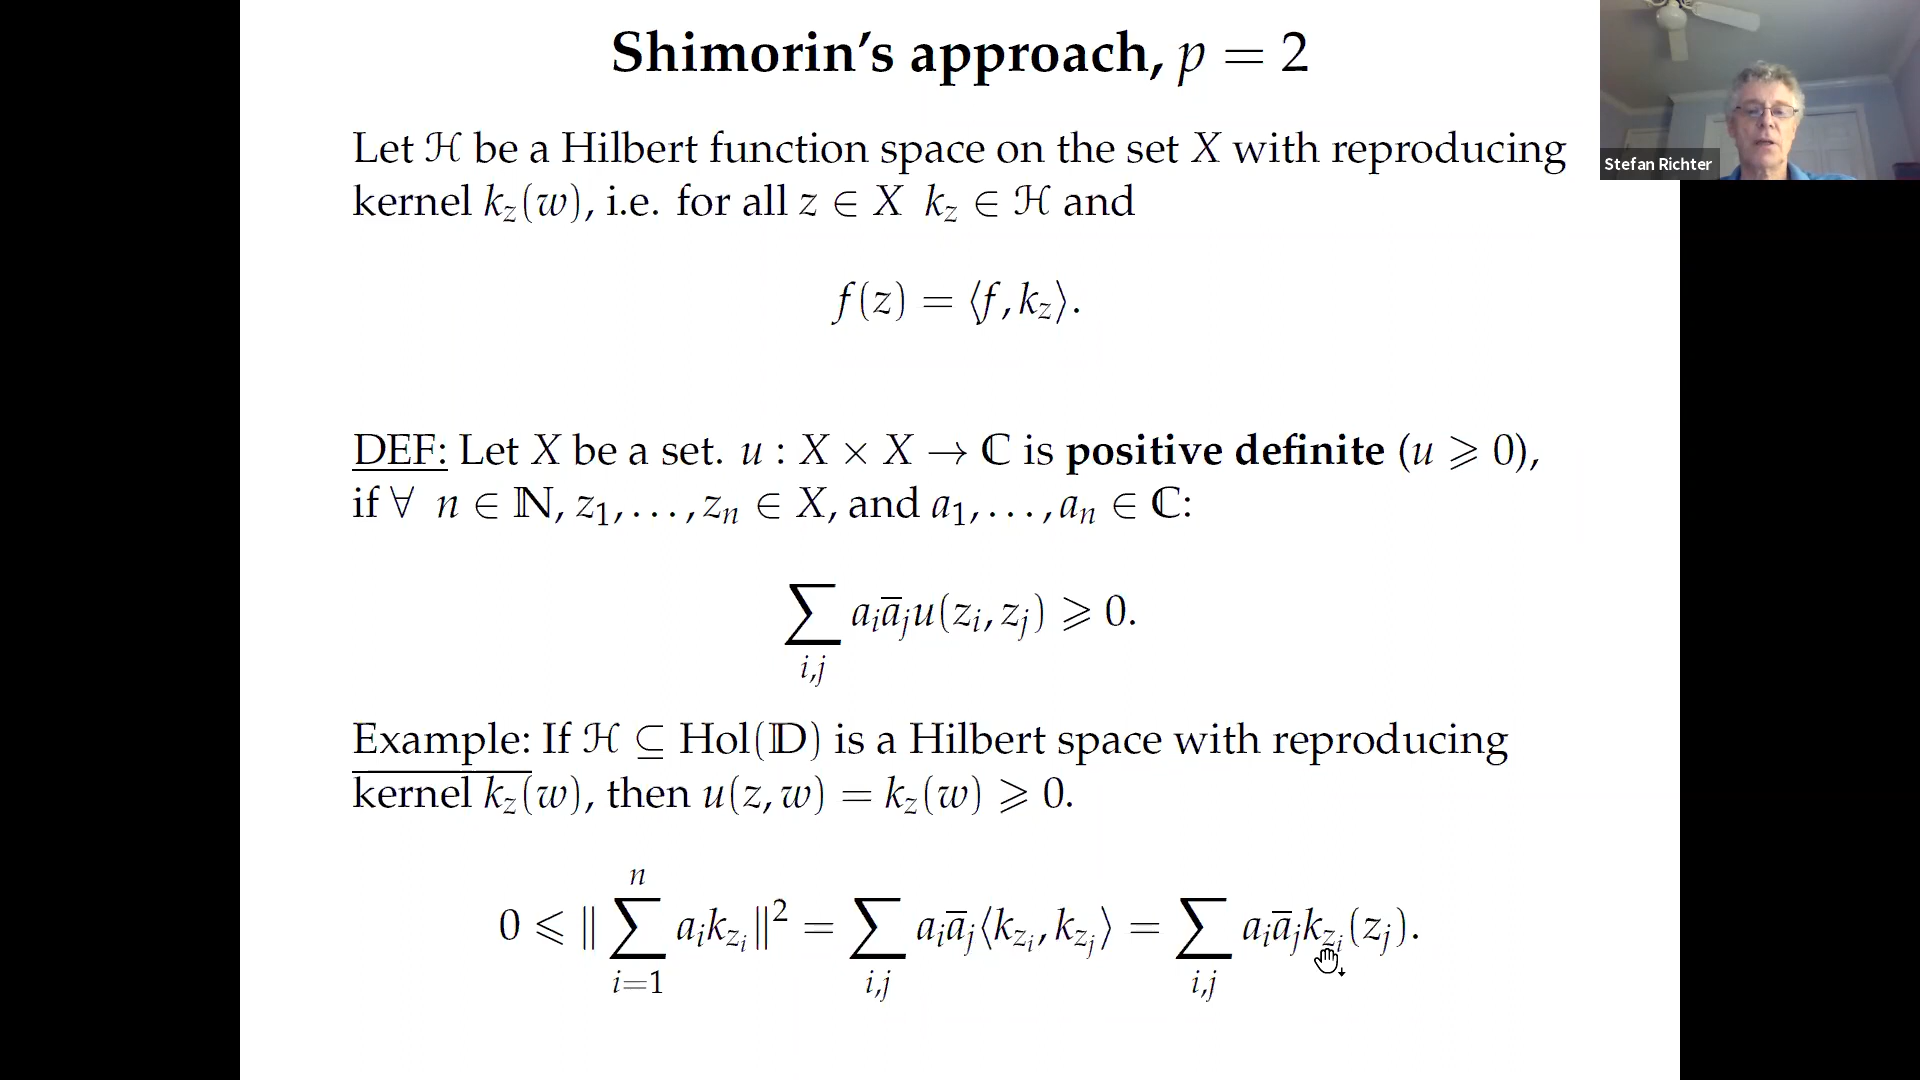 Shimorin's approach, p = 2
Let ℋ be a Hilbert function space on the set X with reproducing
kernel k_z(w), i.e. for all z ∈ X k_z ∈ ℋ and
f(z) = ⟨f, k_z⟩.
DEF: Let X be a set. u : X × X → ℂ is positive definite (u ⩾ 0),
if ∀ n ∈ ℕ, z_1, . . . , z_n ∈ X, and a_1, . . . , a_n ∈ ℂ:
∑_{i,j} a_i a̅_j u(z_i, z_j) ⩾ 0.
Example: If ℋ ⊆ Hol(𝔻) is a Hilbert space with reproducing
kernel k_z(w), then u(z, w) = k_z(w) ⩾ 0.
0 ⩽ ‖ ∑_{i=1}^{n} a_i k_{z_i} ‖^2 = ∑_{i,j} a_i a̅_j ⟨k_{z_i}, k_{z_j}⟩ = ∑_{i,j} a_i a̅_j k_{z_i}(z_j).
Stefan Richter